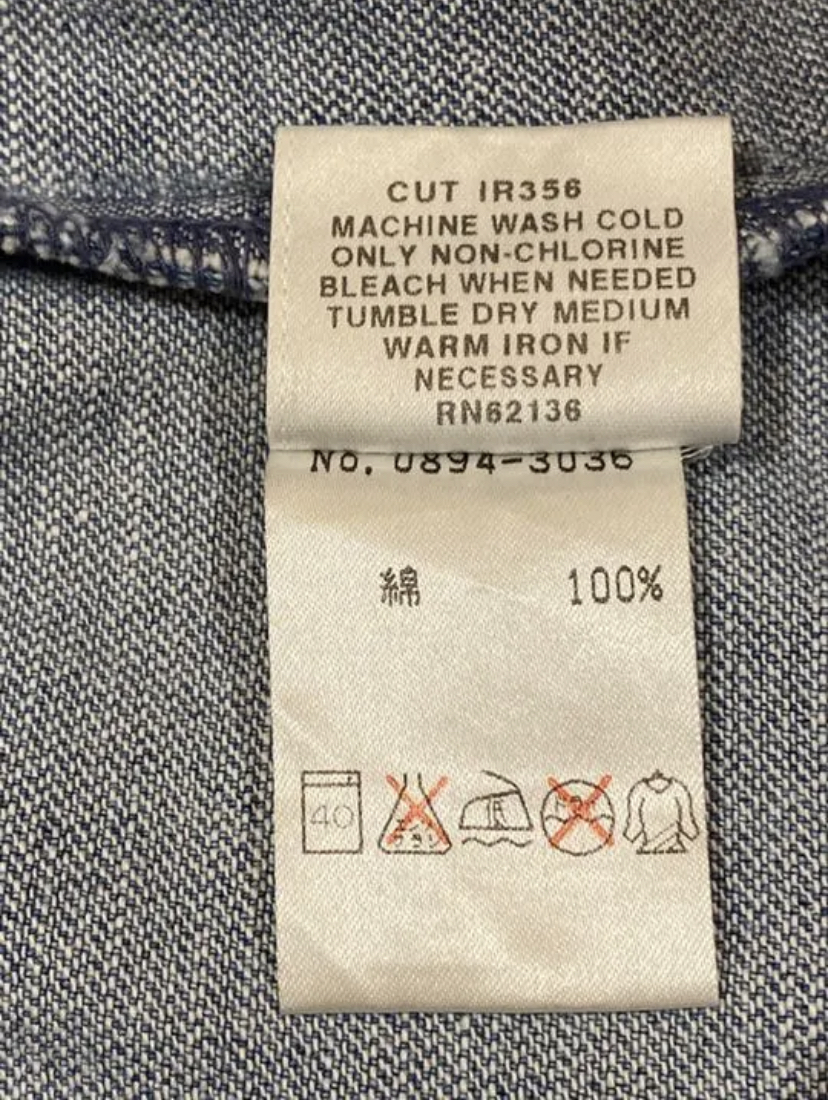 CUT IR356
MACHINE WASH COLD
ONLY NON-CHLORINE
BLEACH WHEN NEEDED
TUMBLE DRY MEDIUM
WARM IRON IF
NECESSARY
RN62136
No. 0894-3036
綿 100%
40 中